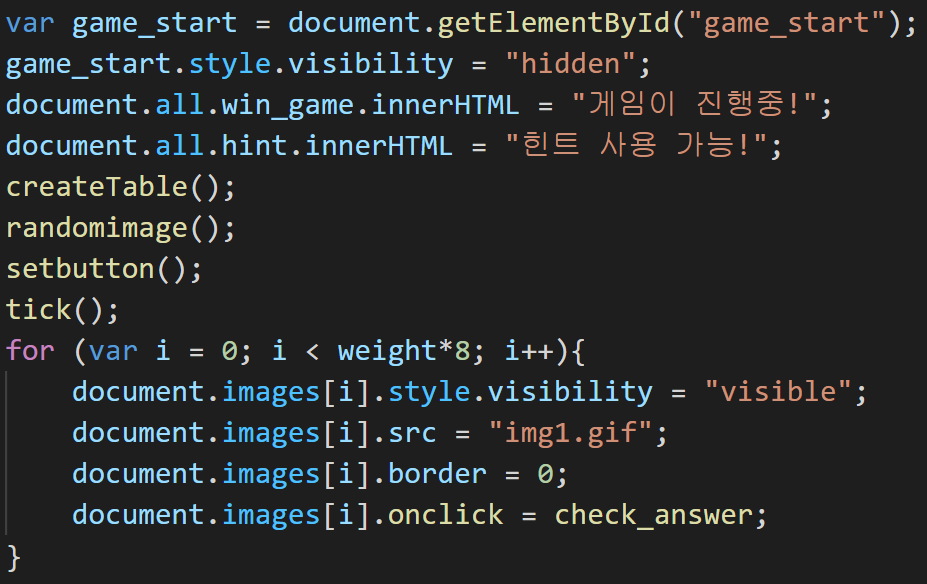 var game_start = document.getElementById("game_start");
game_start.style.visibility = "hidden";
document.all.win_game.innerHTML = "게임이 진행중!";
document.all.hint.innerHTML = "힌트 사용 가능!";
createTable();
randomimage();
setbutton();
tick();
for (var i = 0; i < weight*8; i++){
    document.images[i].style.visibility = "visible";
    document.images[i].src = "img1.gif";
    document.images[i].border = 0;
    document.images[i].onclick = check_answer;
}